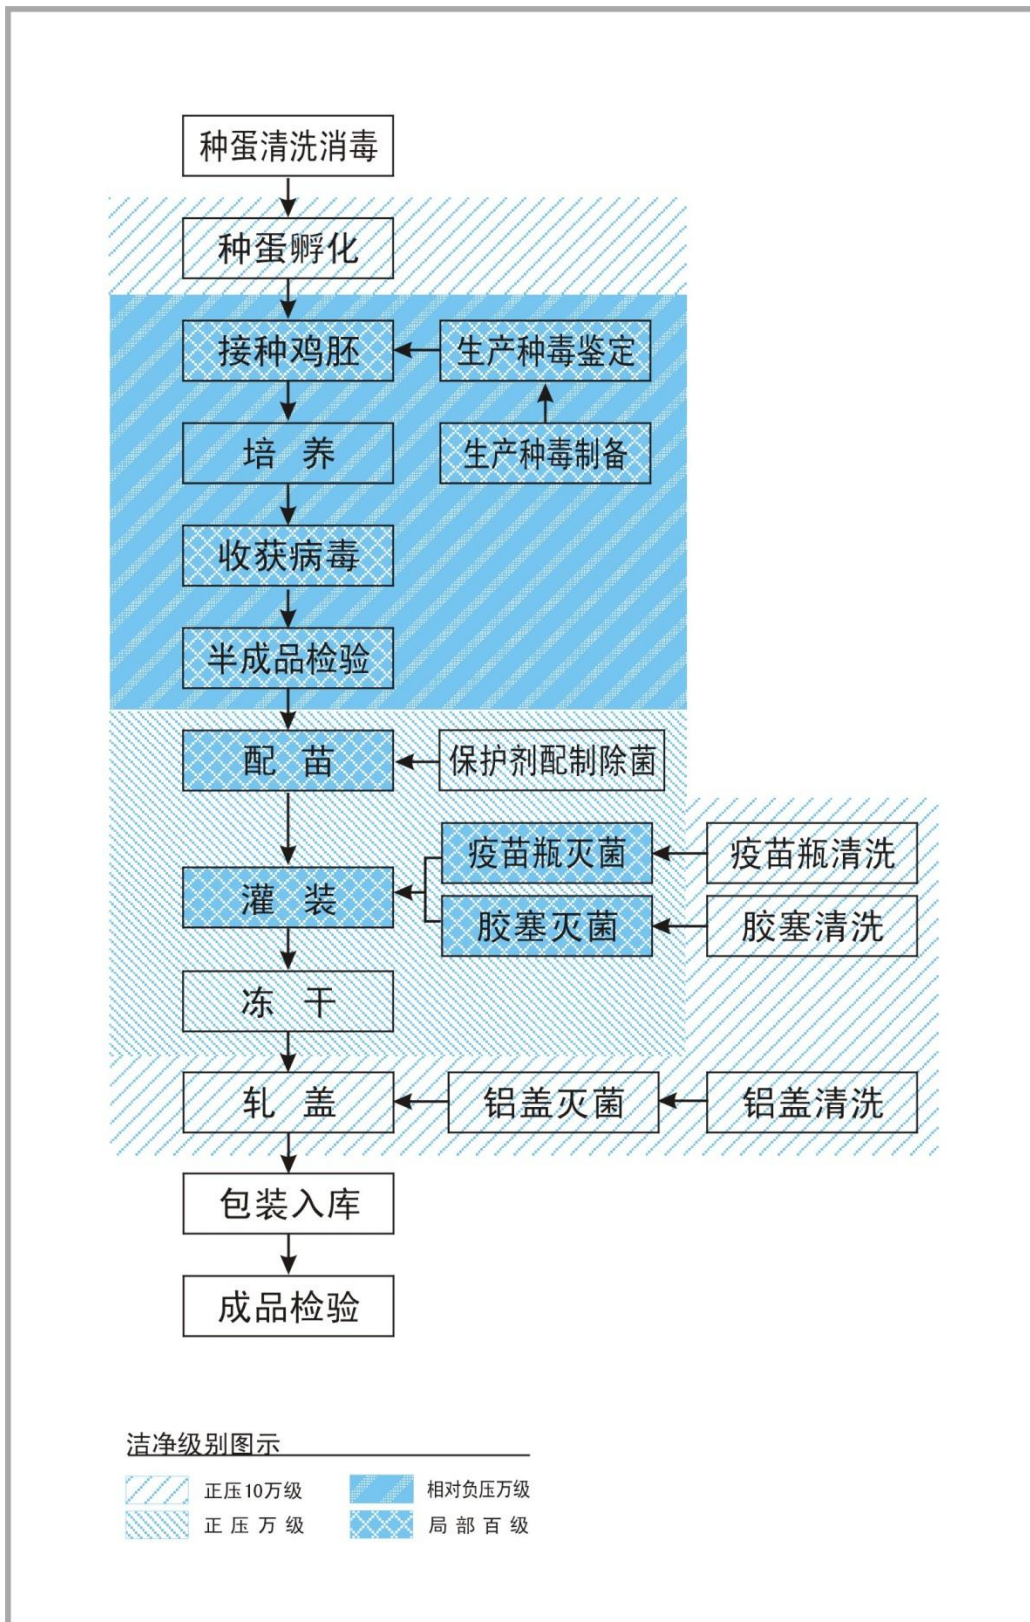 种蛋清洗消毒
种蛋孵化
接种鸡胚
生产种毒鉴定
培 养
生产种毒制备
收获病毒
半成品检验
配 苗
保护剂配制除菌
疫苗瓶灭菌
疫苗瓶清洗
灌 装
胶塞灭菌
胶塞清洗
冻 干
轧 盖
铝盖灭菌
铝盖清洗
包装入库
成品检验
洁净级别图示
正压10万级
相对负压万级
正 压 万 级
局 部 百 级